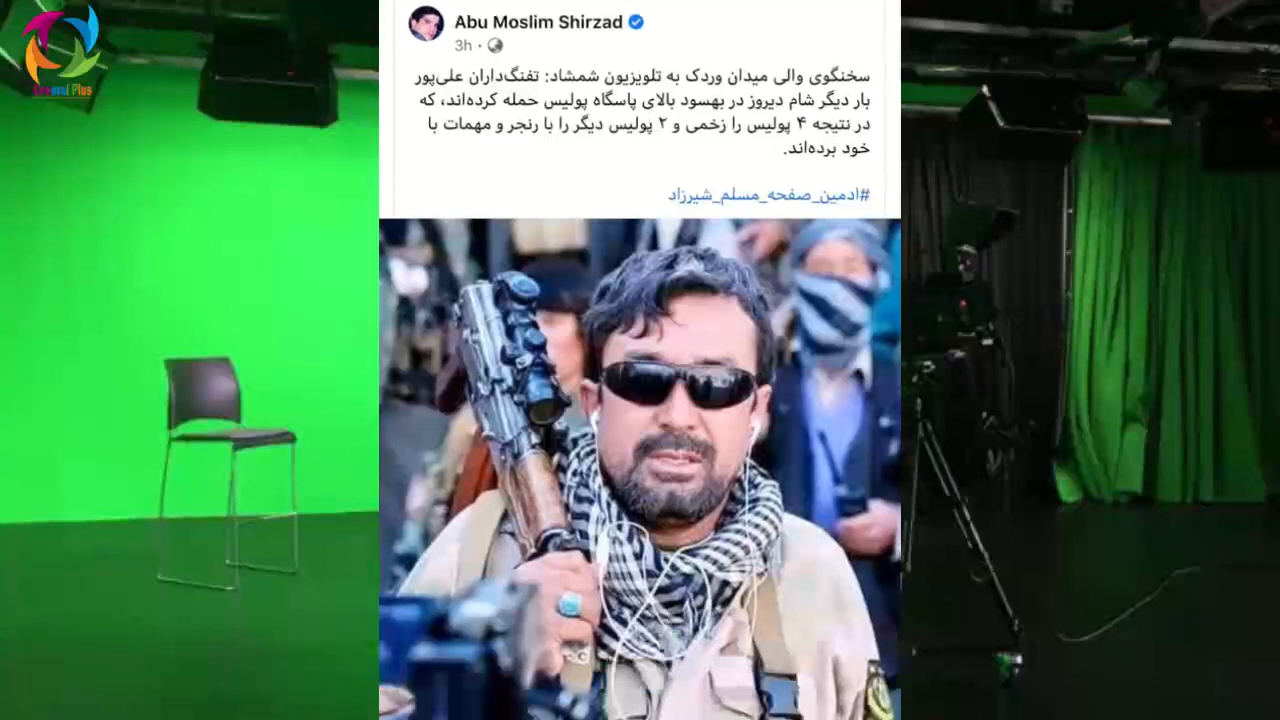 Abu Moslim Shirzad
3h
سخنگوی والی میدان وردک به تلویزیون شمشاد: تفنگ‌داران علی‌پور
بار دیگر شام دیروز در بهسود بالای پاسگاه پولیس حمله کرده‌اند، که
در نتیجه ۴ پولیس را زخمی و ۲ پولیس دیگر را با رنجر و مهمات با
خود برده‌اند.
#ادمین_صفحه_مسلم_شیرزاد
Plus